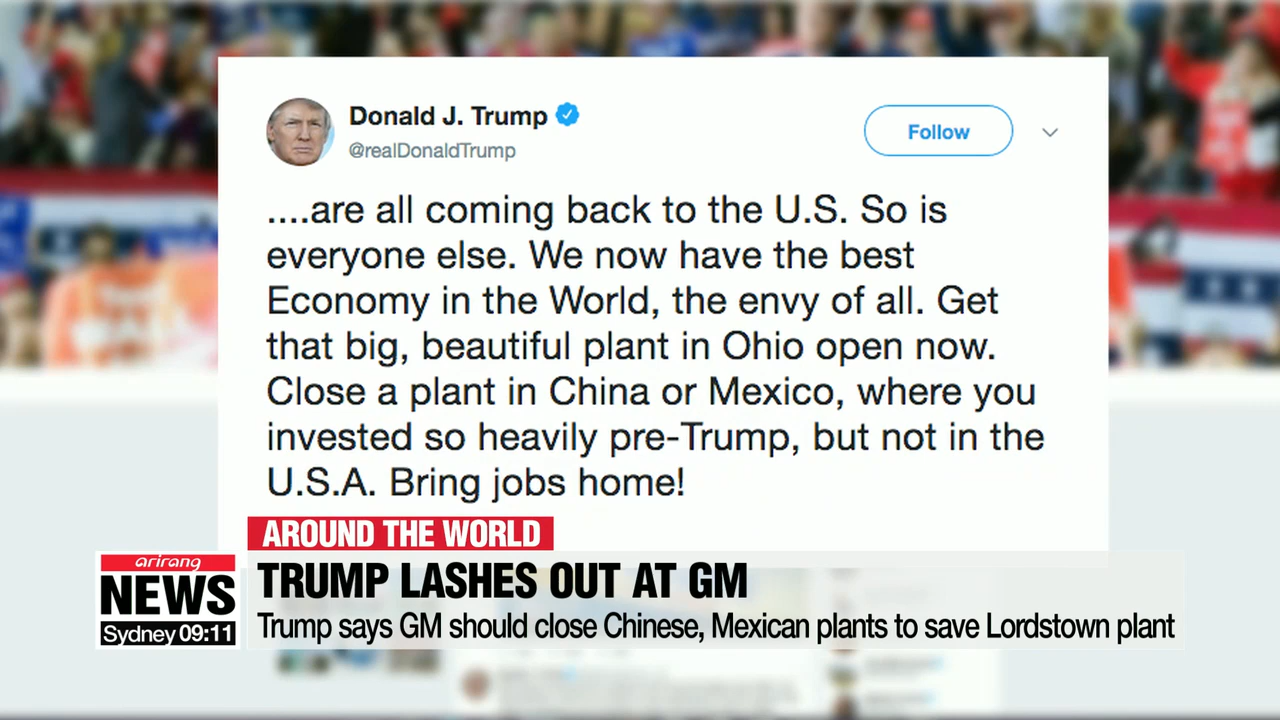 Donald J. Trump
@realDonaldTrump
Follow
....are all coming back to the U.S. So is
everyone else. We now have the best
Economy in the World, the envy of all. Get
that big, beautiful plant in Ohio open now.
Close a plant in China or Mexico, where you
invested so heavily pre-Trump, but not in the
U.S.A. Bring jobs home!
AROUND THE WORLD
arirang
NEWS
Sydney 09:11
TRUMP LASHES OUT AT GM
Trump says GM should close Chinese, Mexican plants to save Lordstown plant